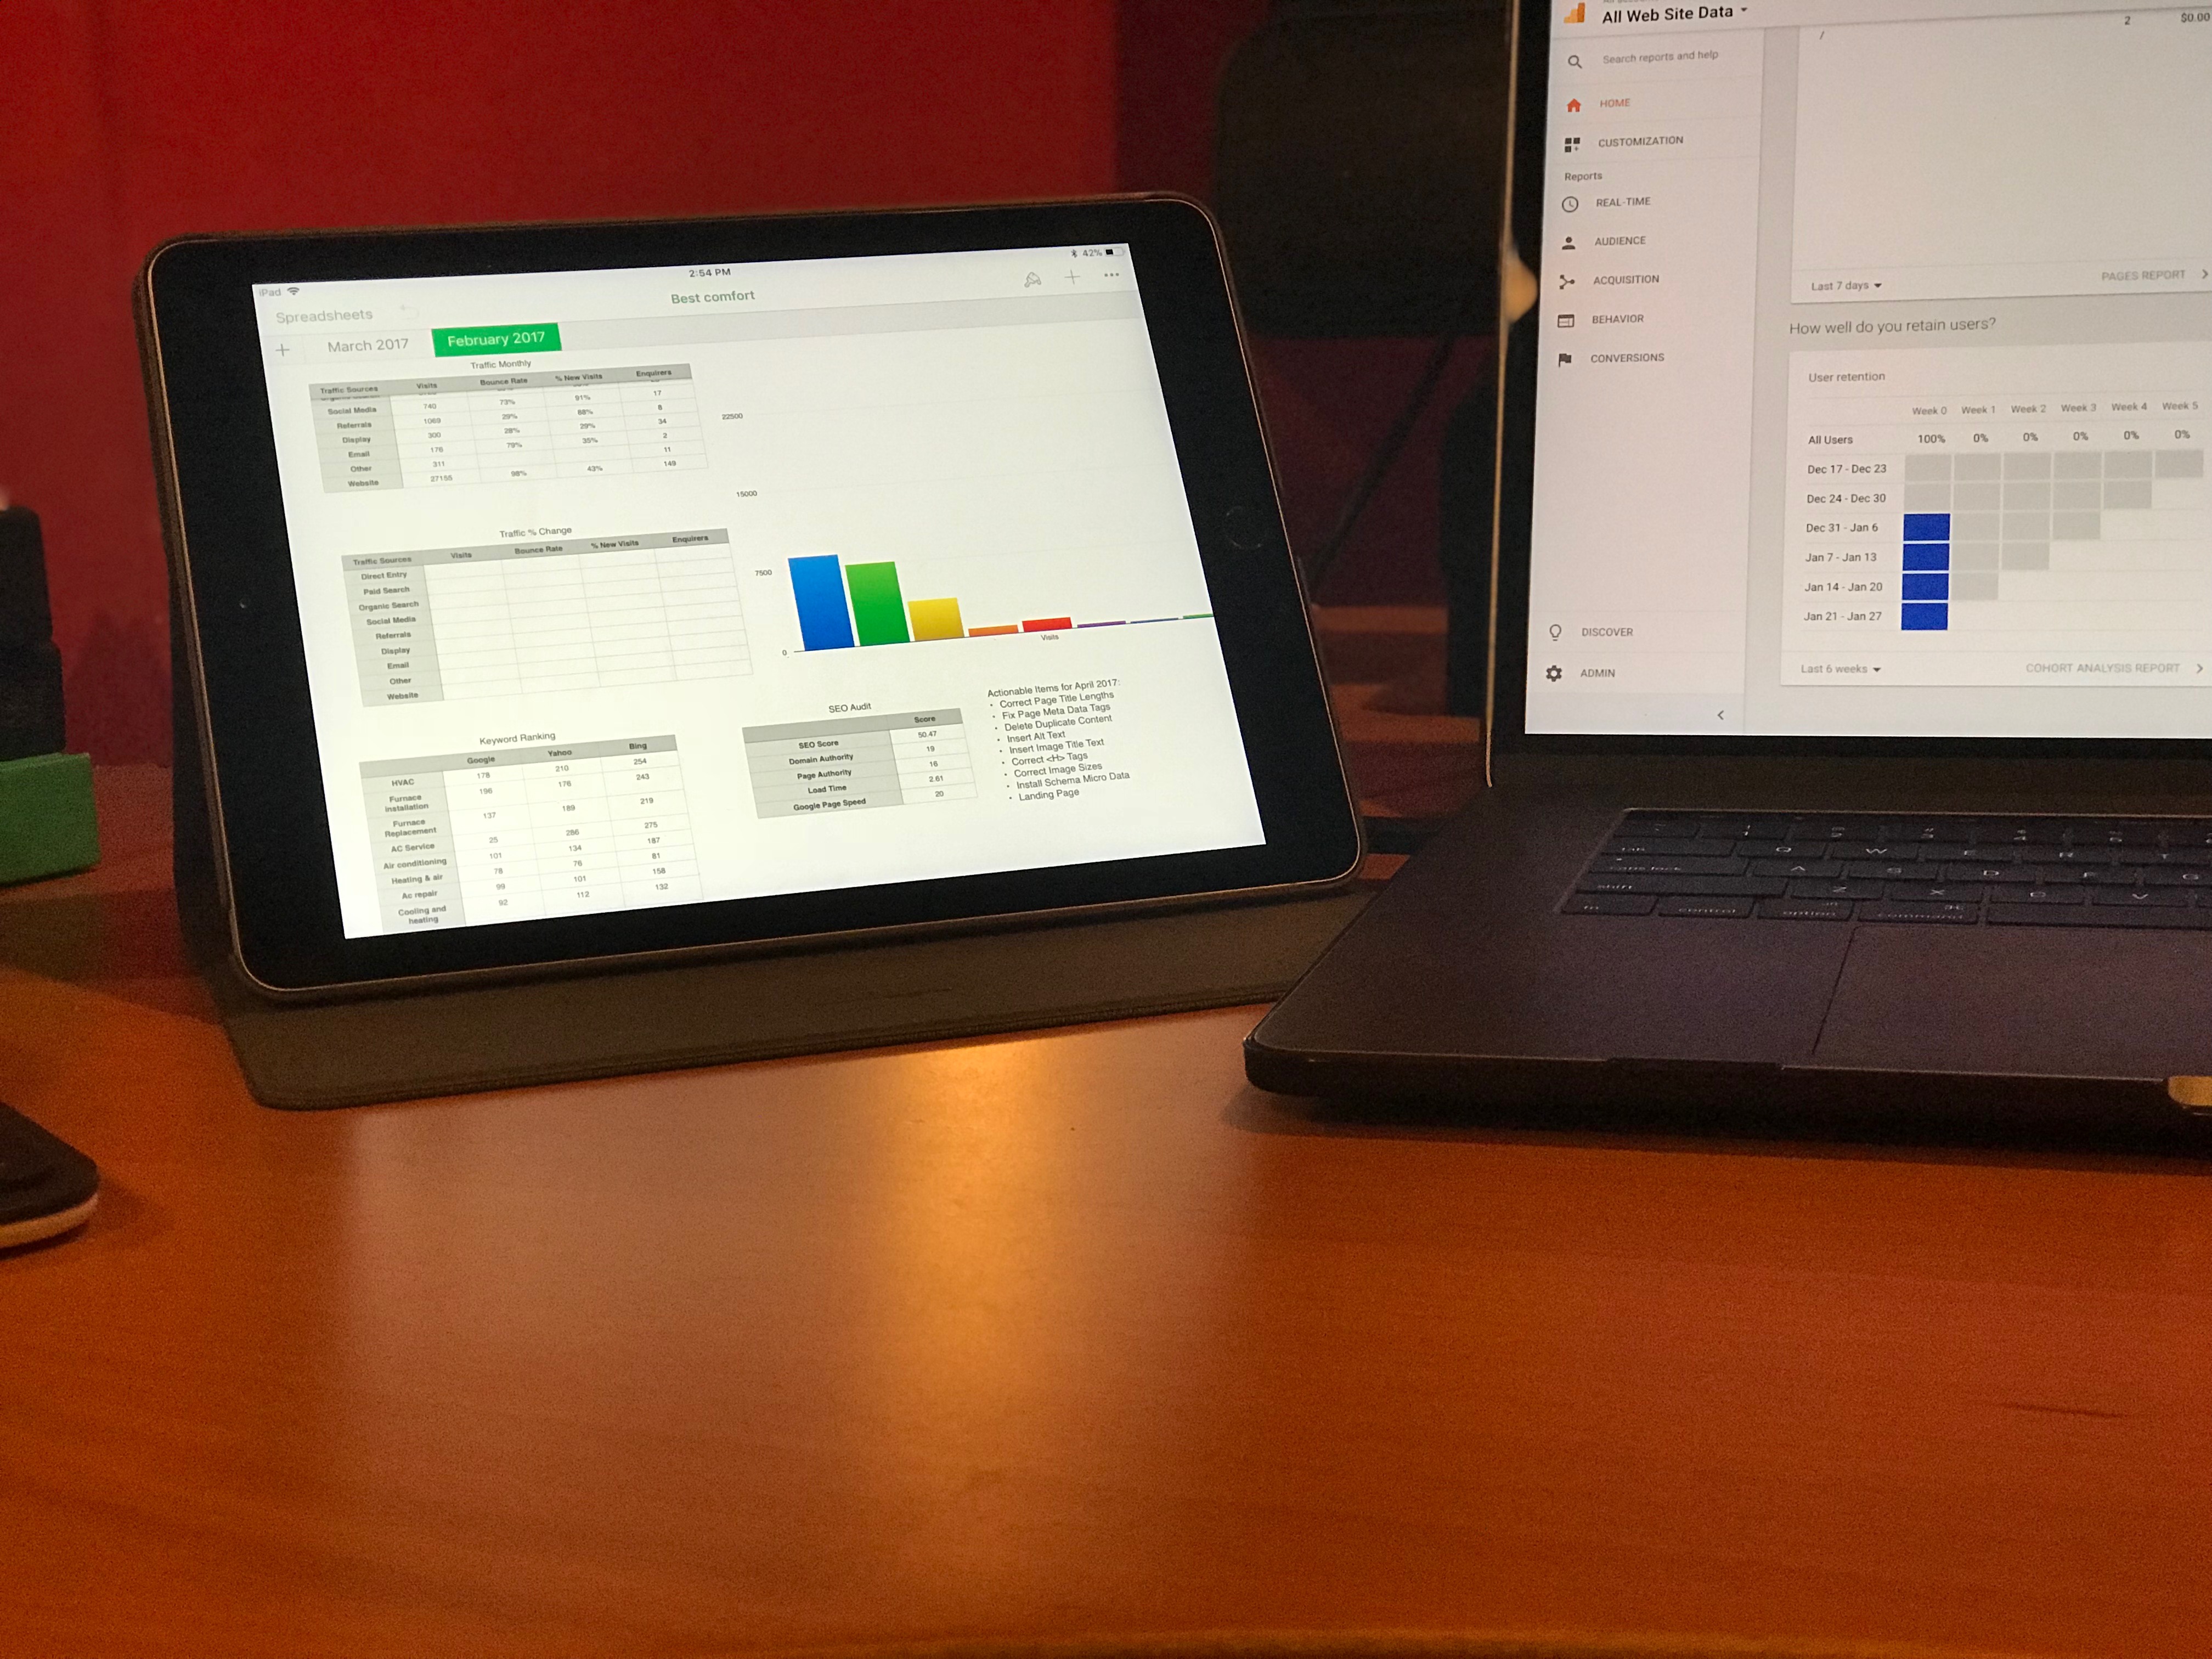 iPad
2:54 PM
42%
Spreadsheets
Best comfort
March 2017
February 2017
Traffic Monthly
Traffic Sources Visits Bounce Rate % New Visits Enquirers
Social Media 740 73% 91% 17
Referrals 1069 29% 88% 8
Display 300 28% 29% 34
Email 176 79% 35% 2
Other 311 11
Website 27155 98% 43% 149
22500
15000
7500
0
Visits
Traffic % Change
Traffic Sources Visits Bounce Rate % New Visits Enquirers
Direct Entry
Paid Search
Organic Search
Social Media
Referrals
Display
Email
Other
Website
Keyword Ranking
Google Yahoo Bing
HVAC 178 210 254
Furnace installation 196 176 243
Furnace Replacement 137 189 219
AC Service 25 286 275
Air conditioning 101 134 187
Heating & air 78 76 81
Ac repair 99 101 158
Cooling and heating 92 112 132
SEO Audit
Score
SEO Score 50.47
Domain Authority 19
Page Authority 16
Load Time 2.61
Google Page Speed 20
Actionable Items for April 2017:
• Correct Page Title Lengths
• Fix Page Meta Data Tags
• Delete Duplicate Content
• Insert Alt Text
• Insert Image Title Text
• Correct <H> Tags
• Correct Image Sizes
• Install Schema Micro Data
• Landing Page
All Web Site Data
Search reports and help
HOME
CUSTOMIZATION
Reports
REAL-TIME
AUDIENCE
ACQUISITION
BEHAVIOR
CONVERSIONS
DISCOVER
ADMIN
/ 2 $0.00
Last 7 days
PAGES REPORT
How well do you retain users?
User retention
Week 0 Week 1 Week 2 Week 3 Week 4 Week 5
All Users 100% 0% 0% 0% 0% 0%
Dec 17 - Dec 23
Dec 24 - Dec 30
Dec 31 - Jan 6
Jan 7 - Jan 13
Jan 14 - Jan 20
Jan 21 - Jan 27
Last 6 weeks
COHORT ANALYSIS REPORT
Q W E R T
A S D F G
shift Z X C V
fn control option command